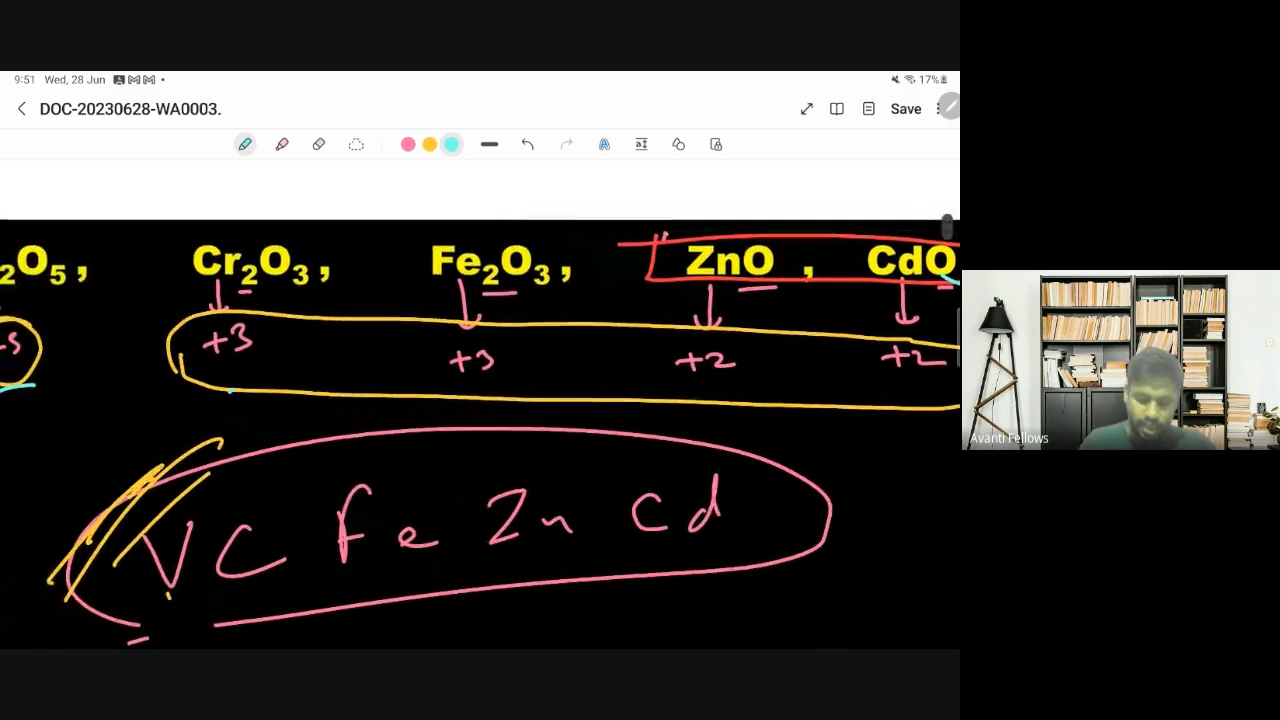 9:51 Wed, 28 Jun
17%
DOC-20230628-WA0003.
Save
₂O₅ , Cr₂O₃ , Fe₂O₃ , ZnO , CdO
+3 +3 +2 +2
V C Fe Zn Cd
Avanti Fellows